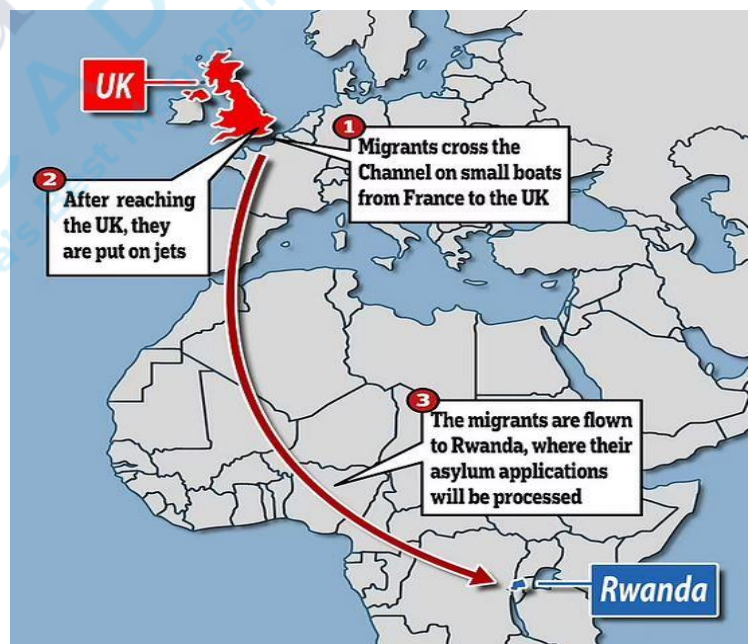 UK
1
Migrants cross the
Channel on small boats
from France to the UK
2
After reaching
the UK, they
are put on jets
3
The migrants are flown
to Rwanda, where their
asylum applications
will be processed
Rwanda